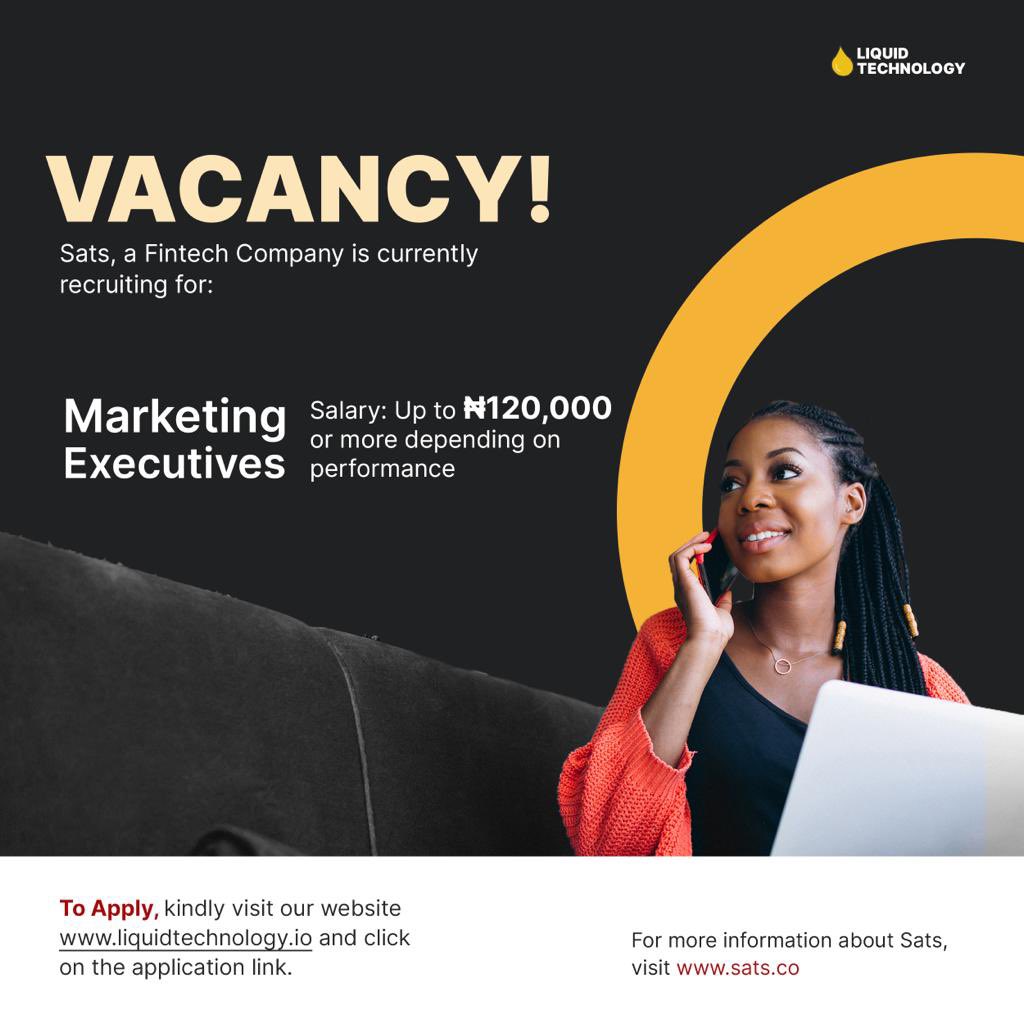 LIQUID
TECHNOLOGY
VACANCY!
Sats, a Fintech Company is currently
recruiting for:
Marketing
Executives
Salary: Up to ₦120,000
or more depending on
performance
To Apply, kindly visit our website
www.liquidtechnology.io and click
on the application link.
For more information about Sats,
visit www.sats.co